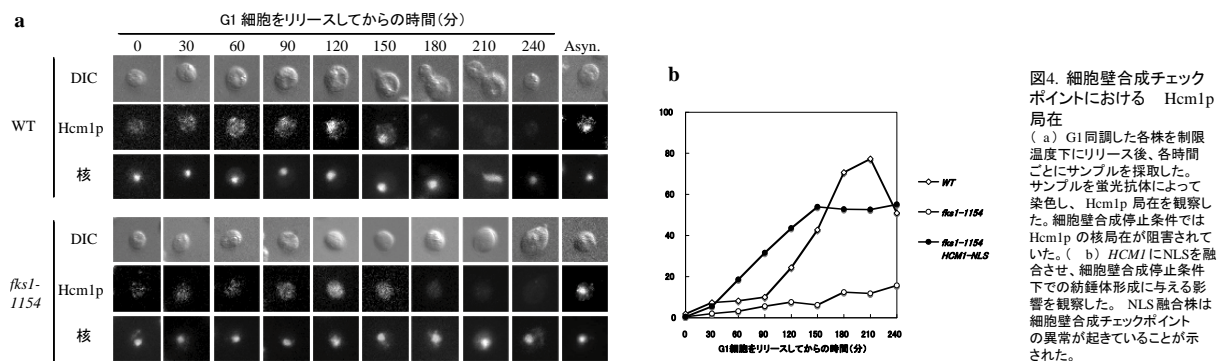 a
G1 細胞をリリースしてからの時間(分)
0 30 60 90 120 150 180 210 240 Asyn.
WT
DIC
Hcm1p
核
fks1-
1154
DIC
Hcm1p
核
b
100
80
60
40
20
0
0 30 60 90 120 150 180 210 240
G1細胞をリリースしてからの時間(分)
WT
fks1-1154
fks1-1154
HCM1-NLS
図4. 細胞壁合成チェック
ポイントにおける Hcm1p
局在
( a) G1同調した各株を制限
温度下にリリース後、各時間
ごとにサンプルを採取した。
サンプルを蛍光抗体によって
染色し、 Hcm1p 局在を観察し
た。細胞壁合成停止条件では
Hcm1p の核局在が阻害されて
いた。( b) HCM1にNLSを融
合させ、細胞壁合成停止条件
下での紡錘体形成に与える影
響を観察した。 NLS融合株は
細胞壁合成チェックポイント
の異常が起きていることが示
された。